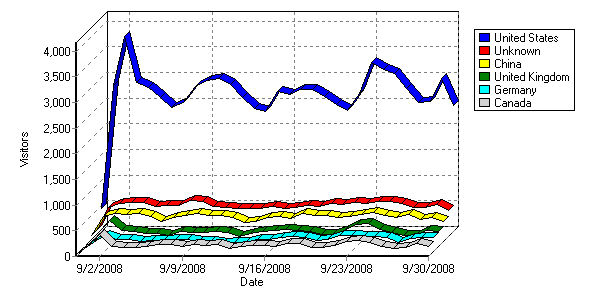 4,000
3,500
3,000
2,500
2,000
1,500
1,000
500
0
Visitors
9/2/2008
9/9/2008
9/16/2008
9/23/2008
9/30/2008
Date
United States
Unknown
China
United Kingdom
Germany
Canada